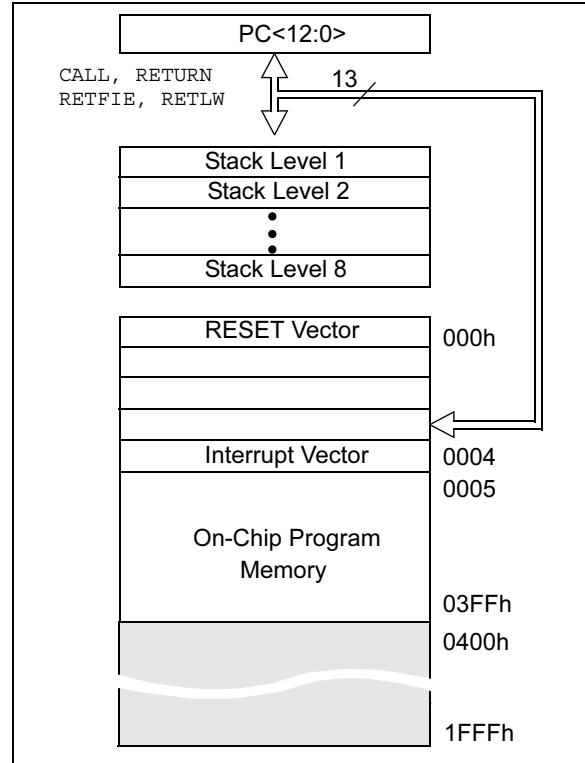 PC<12:0>
CALL, RETURN
RETFIE, RETLW
13
Stack Level 1
Stack Level 2
Stack Level 8
RESET Vector
000h
Interrupt Vector
0004
0005
On-Chip Program
Memory
03FFh
0400h
1FFFh